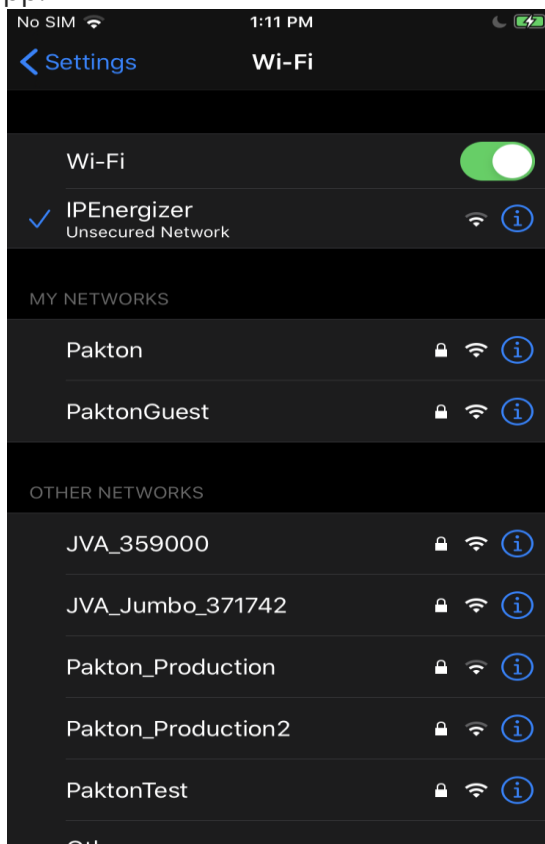 No SIM 1:11 PM
Settings Wi-Fi
Wi-Fi
IPEnergizer
Unsecured Network
MY NETWORKS
Pakton
PaktonGuest
OTHER NETWORKS
JVA_359000
JVA_Jumbo_371742
Pakton_Production
Pakton_Production2
PaktonTest